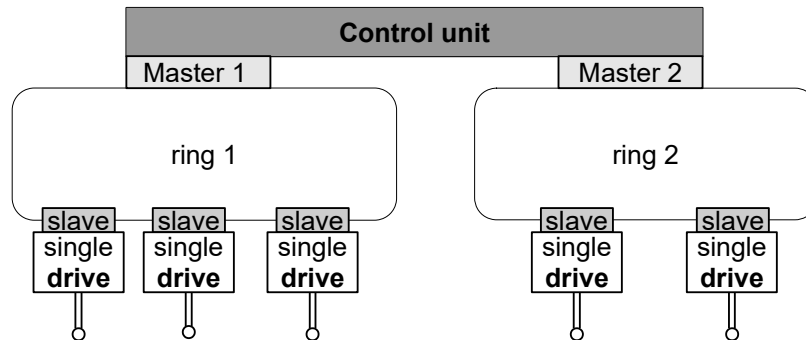 Control unit
Master 1
Master 2
ring 1
ring 2
slave
slave
slave
slave
slave
single
drive
single
drive
single
drive
single
drive
single
drive